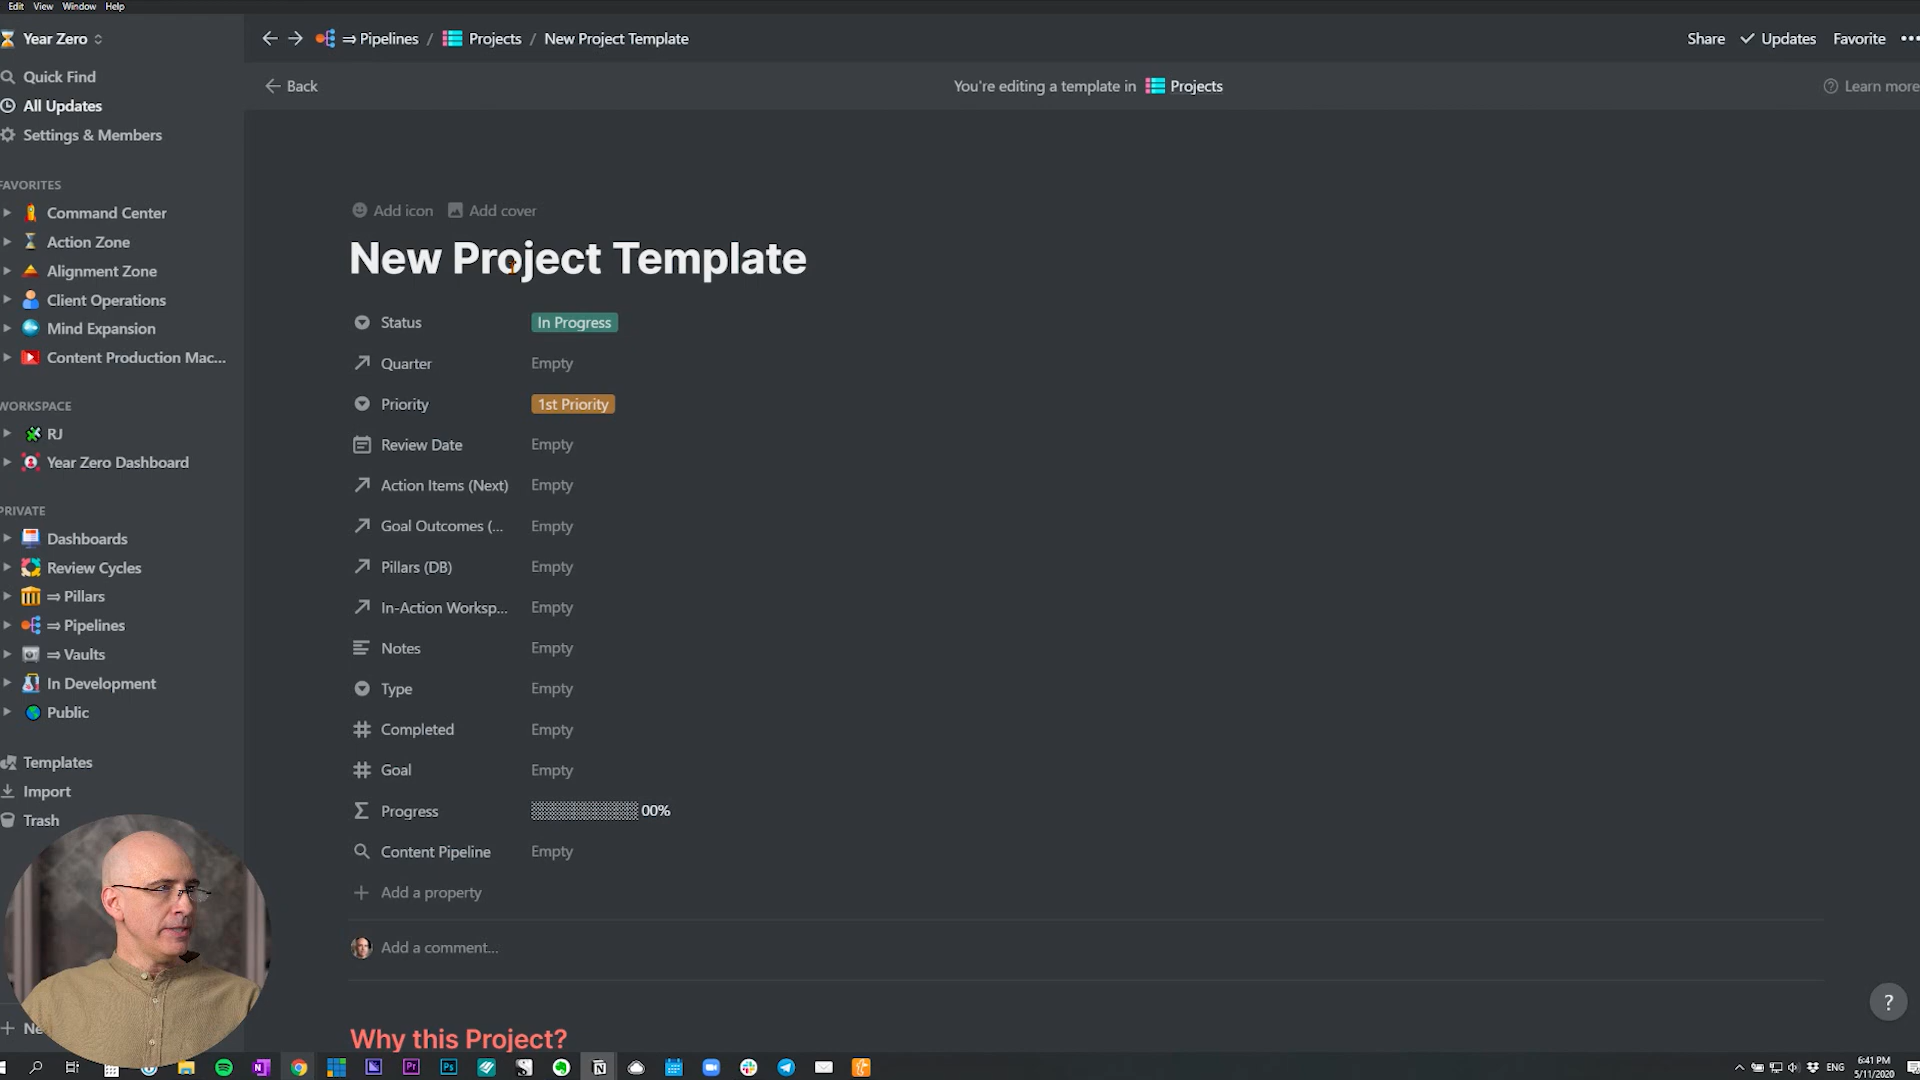 Edit View Window Help
Year Zero
⇒ Pipelines / Projects / New Project Template
Share Updates Favorite
Quick Find
All Updates
Settings & Members
Back
You're editing a template in Projects
Learn more
FAVORITES
Command Center
Action Zone
Alignment Zone
Client Operations
Mind Expansion
Content Production Mac...
WORKSPACE
RJ
Year Zero Dashboard
PRIVATE
Dashboards
Review Cycles
⇒ Pillars
⇒ Pipelines
⇒ Vaults
In Development
Public
Templates
Import
Trash
Add icon Add cover
New Project Template
Status In Progress
Quarter Empty
Priority 1st Priority
Review Date Empty
Action Items (Next) Empty
Goal Outcomes (... Empty
Pillars (DB) Empty
In-Action Worksp... Empty
Notes Empty
Type Empty
Completed Empty
Goal Empty
Progress 00%
Content Pipeline Empty
Add a property
Add a comment...
Why this Project?
?
ENG
6:41 PM
5/11/2020